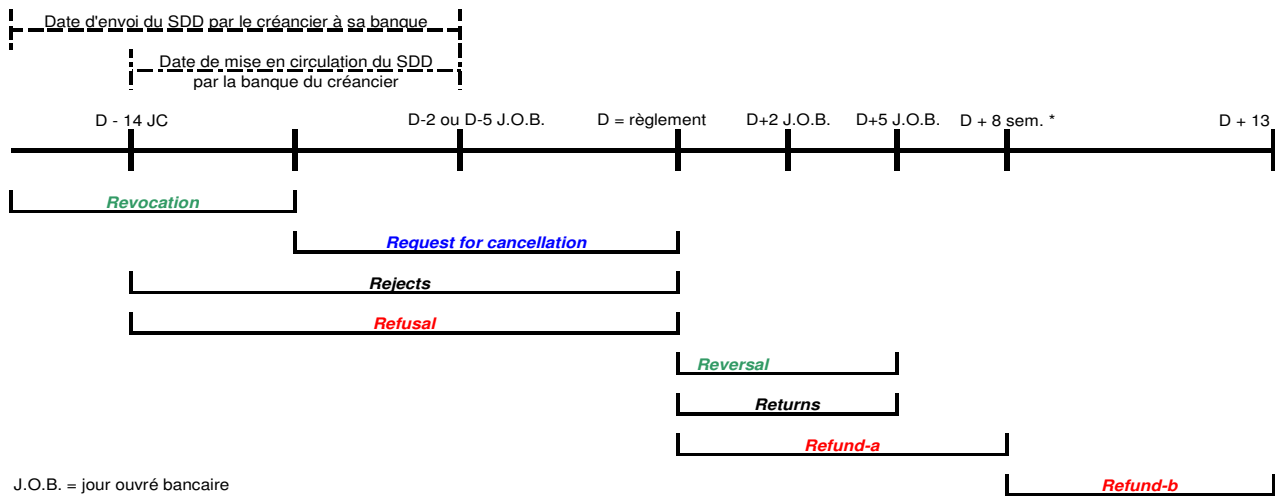 Date d'envoi du SDD par le créancier à sa banque
Date de mise en circulation du SDD
par la banque du créancier
D - 14 JC
D-2 ou D-5 J.O.B.
D = règlement
D+2 J.O.B.
D+5 J.O.B.
D + 8 sem. *
D + 13
Revocation
Request for cancellation
Rejects
Refusal
Reversal
Returns
Refund-a
J.O.B. = jour ouvré bancaire
Refund-b